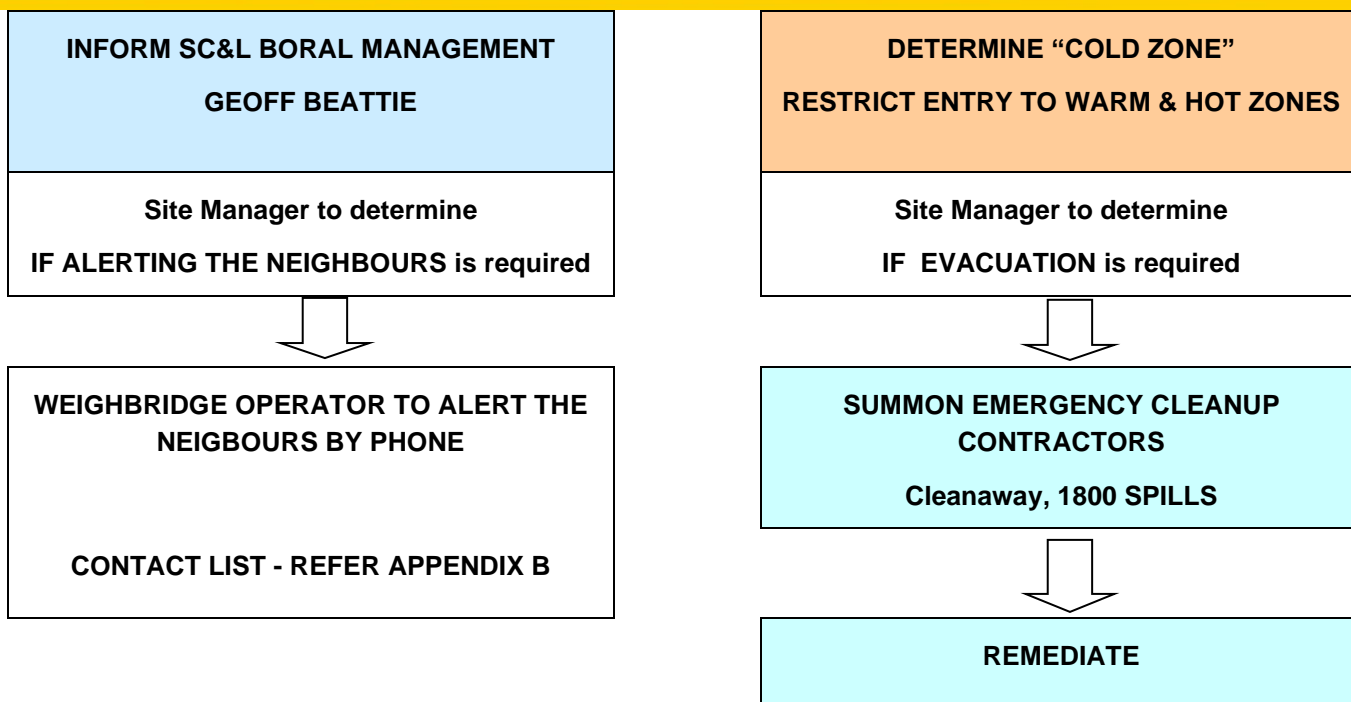 INFORM SC&L BORAL MANAGEMENT
GEOFF BEATTIE
Site Manager to determine
IF ALERTING THE NEIGHBOURS is required
WEIGHBRIDGE OPERATOR TO ALERT THE
NEIGBOURS BY PHONE
CONTACT LIST - REFER APPENDIX B
DETERMINE “COLD ZONE”
RESTRICT ENTRY TO WARM & HOT ZONES
Site Manager to determine
IF EVACUATION is required
SUMMON EMERGENCY CLEANUP
CONTRACTORS
Cleanaway, 1800 SPILLS
REMEDIATE